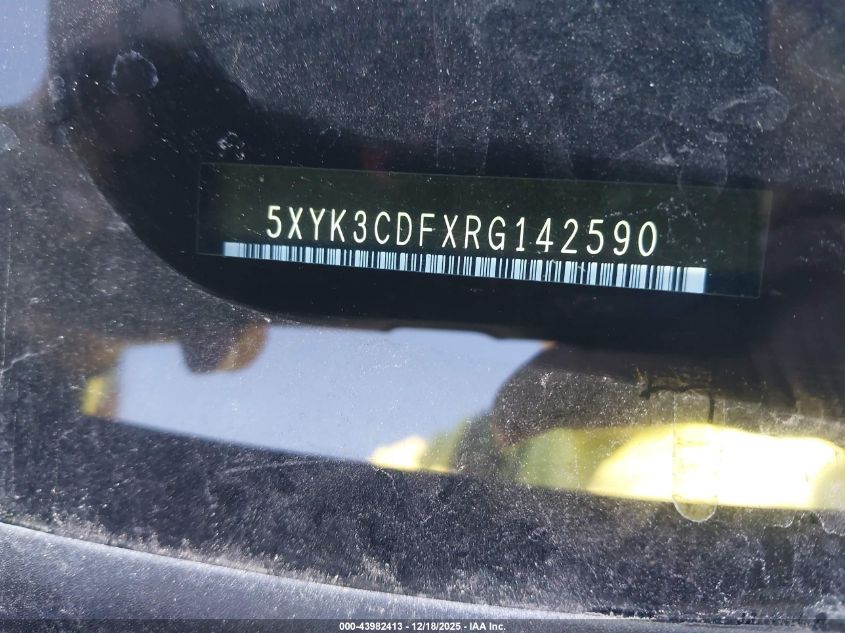 5XYK3CDFXRG142590
000-43982413 - 12/18/2025 - IAA Inc.